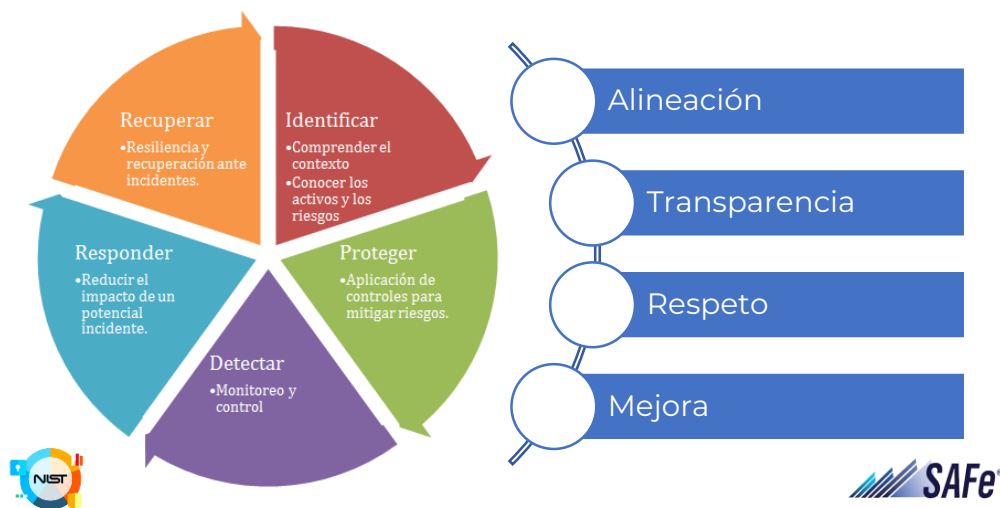 Recuperar
•Resiliencia y
recuperación ante
incidentes.
Identificar
•Comprender el
contexto
•Conocer los
activos y los
riesgos
Responder
•Reducir el
impacto de un
potencial
incidente.
Proteger
•Aplicación de
controles para
mitigar riesgos.
Detectar
•Monitoreo y
control
NIST
Alineación
Transparencia
Respeto
Mejora
SAFe®